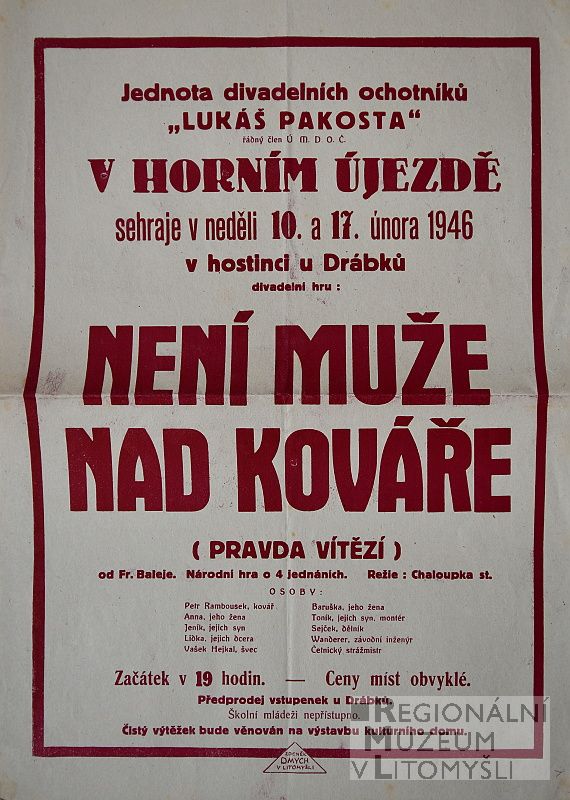 Jednota divadelních ochotníků
„LUKÁŠ PAKOSTA“
řádný člen Ú. M. D. O. Č.
V HORNÍM ÚJEZDĚ
sehraje v neděli 10. a 17. února 1946
v hostinci u Drábků
divadelní hru :
NENÍ MUŽE
NAD KOVÁŘE
( PRAVDA VÍTĚZÍ )
od Fr. Baleje. Národní hra o 4 jednáních. Režie : Chaloupka st.
OSOBY:
Petr Rambousek, kovář
Anna, jeho žena
Jeník, jejich syn
Lidka, jejich dcera
Vašek Hejkal, švec
Baruška, jeho žena
Toník, jejich syn, montér
Sejček, dělník
Wanderer, závodní inženýr
Četnický strážmistr
Začátek v 19 hodin. — Ceny míst obvyklé.
Předprodej vstupenek u Drábků.
Školní mládeži nepřístupno.
Čistý výtěžek bude věnován na výstavbu kulturního domu.
ZDENĚK
DMYCH
V LITOMYŠLI
REGIONÁLNÍ
MUZEUM
V LITOMYŠLI